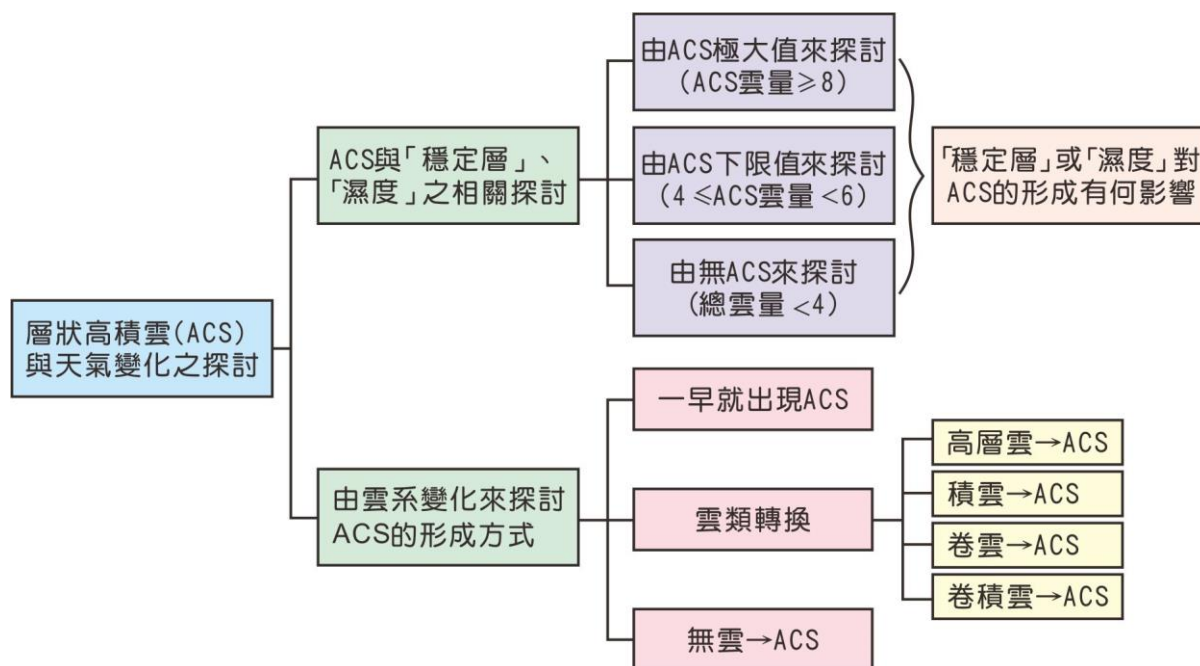 層狀高積雲(ACS)
與天氣變化之探討
ACS與「穩定層」、
「濕度」之相關探討
由ACS極大值來探討
(ACS雲量≥8)
由ACS下限值來探討
(4≤ACS雲量<6)
由無ACS來探討
(總雲量<4)
「穩定層」或「濕度」對
ACS的形成有何影響
由雲系變化來探討
ACS的形成方式
一早就出現ACS
雲類轉換
高層雲→ACS
積雲→ACS
卷雲→ACS
卷積雲→ACS
無雲→ACS